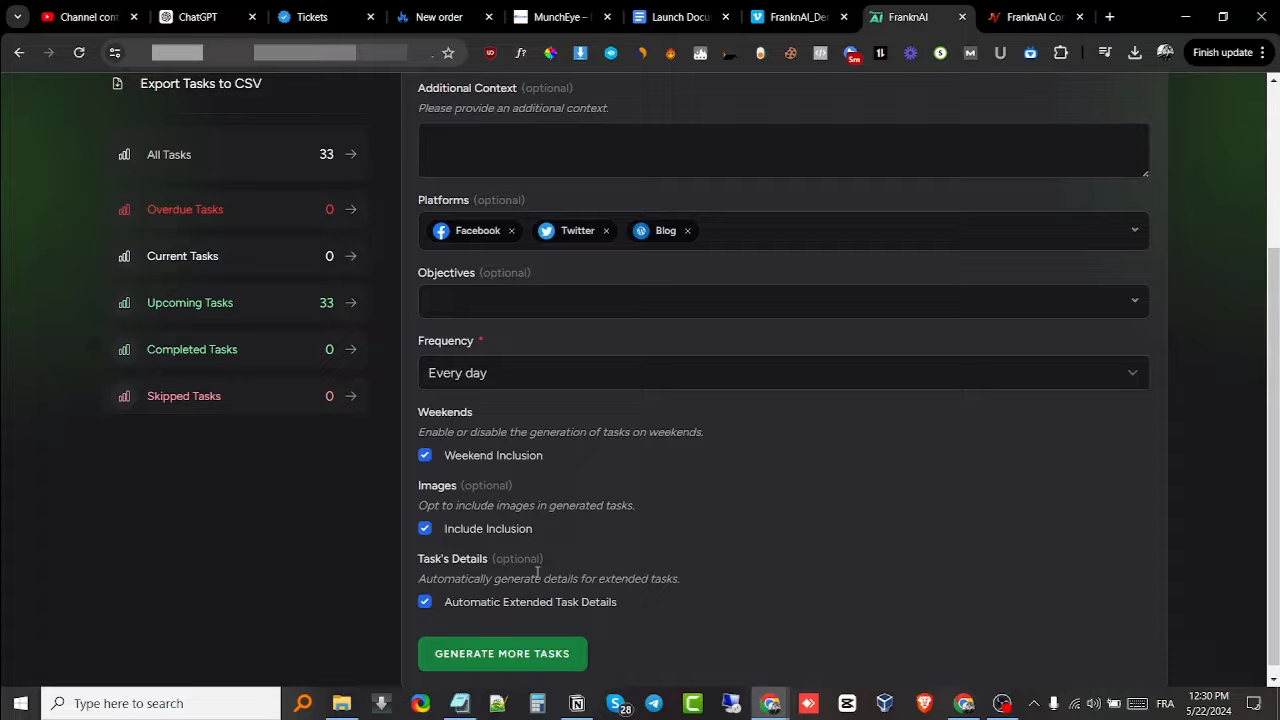 Channel cont
ChatGPT
Tickets
New order
MunchEye –
Launch Docu
FranknAI_De
FranknAI
FranknAI Cor
5m
Finish update
Export Tasks to CSV
All Tasks 33
Overdue Tasks 0
Current Tasks 0
Upcoming Tasks 33
Completed Tasks 0
Skipped Tasks 0
Additional Context (optional)
Please provide an additional context.
Platforms (optional)
Facebook Twitter Blog
Objectives (optional)
Frequency *
Every day
Weekends
Enable or disable the generation of tasks on weekends.
Weekend Inclusion
Images (optional)
Opt to include images in generated tasks.
Include Inclusion
Task's Details (optional)
Automatically generate details for extended tasks.
Automatic Extended Task Details
GENERATE MORE TASKS
Type here to search
28
FRA
12:30 PM
5/22/2024